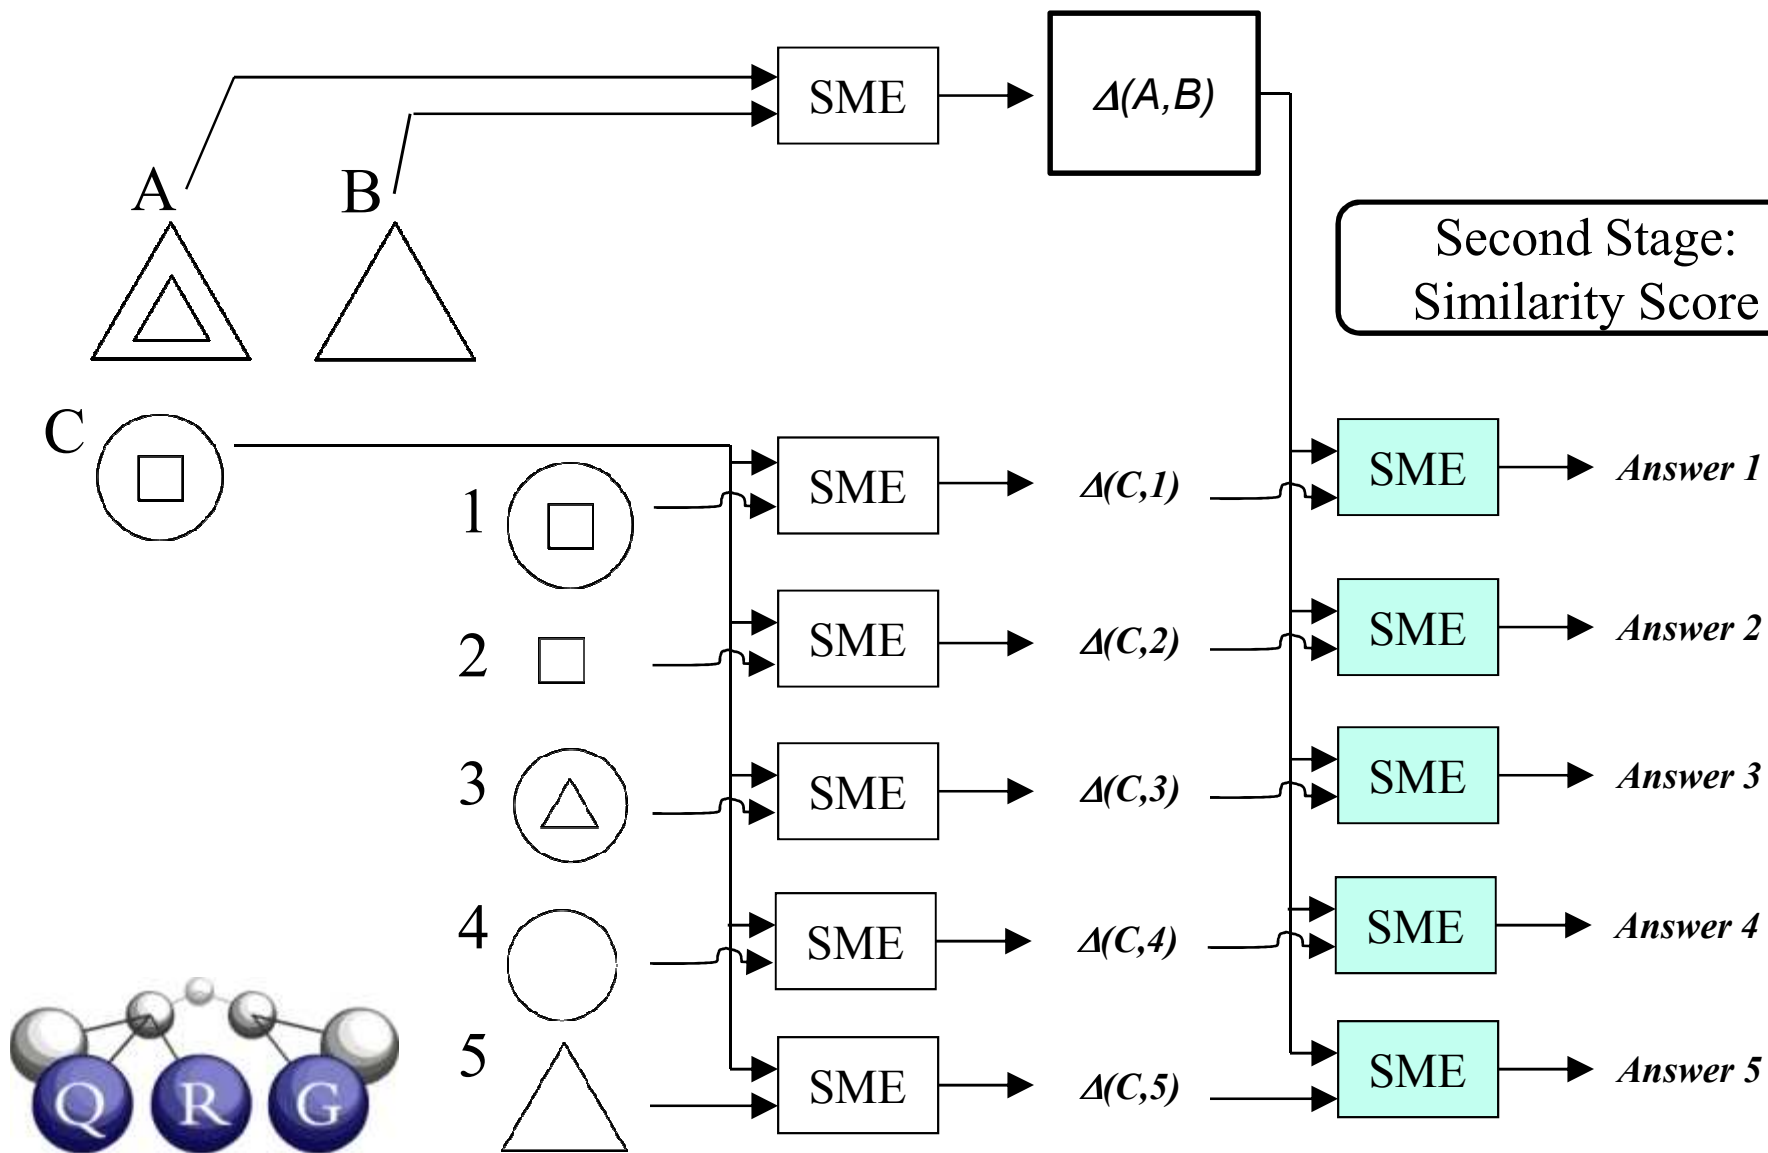 SME
Δ(A,B)
A
B
Second Stage:
Similarity Score
C
1
SME
Δ(C,1)
SME
Answer 1
2
SME
Δ(C,2)
SME
Answer 2
3
SME
Δ(C,3)
SME
Answer 3
4
SME
Δ(C,4)
SME
Answer 4
5
SME
Δ(C,5)
SME
Answer 5
Q R G